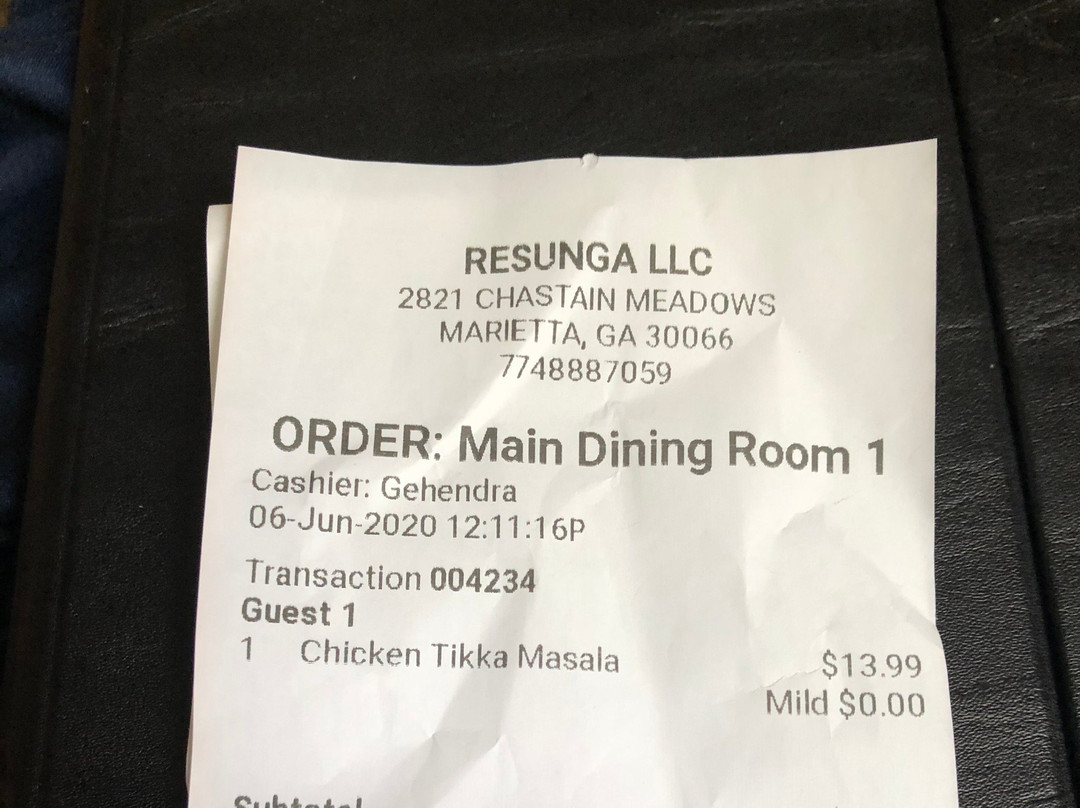 RESUNGA LLC
2821 CHASTAIN MEADOWS
MARIETTA, GA 30066
7748887059
ORDER: Main Dining Room 1
Cashier: Gehendra
06-Jun-2020 12:11:16P
Transaction 004234
Guest 1
1 Chicken Tikka Masala $13.99
Mild $0.00
Subtotal